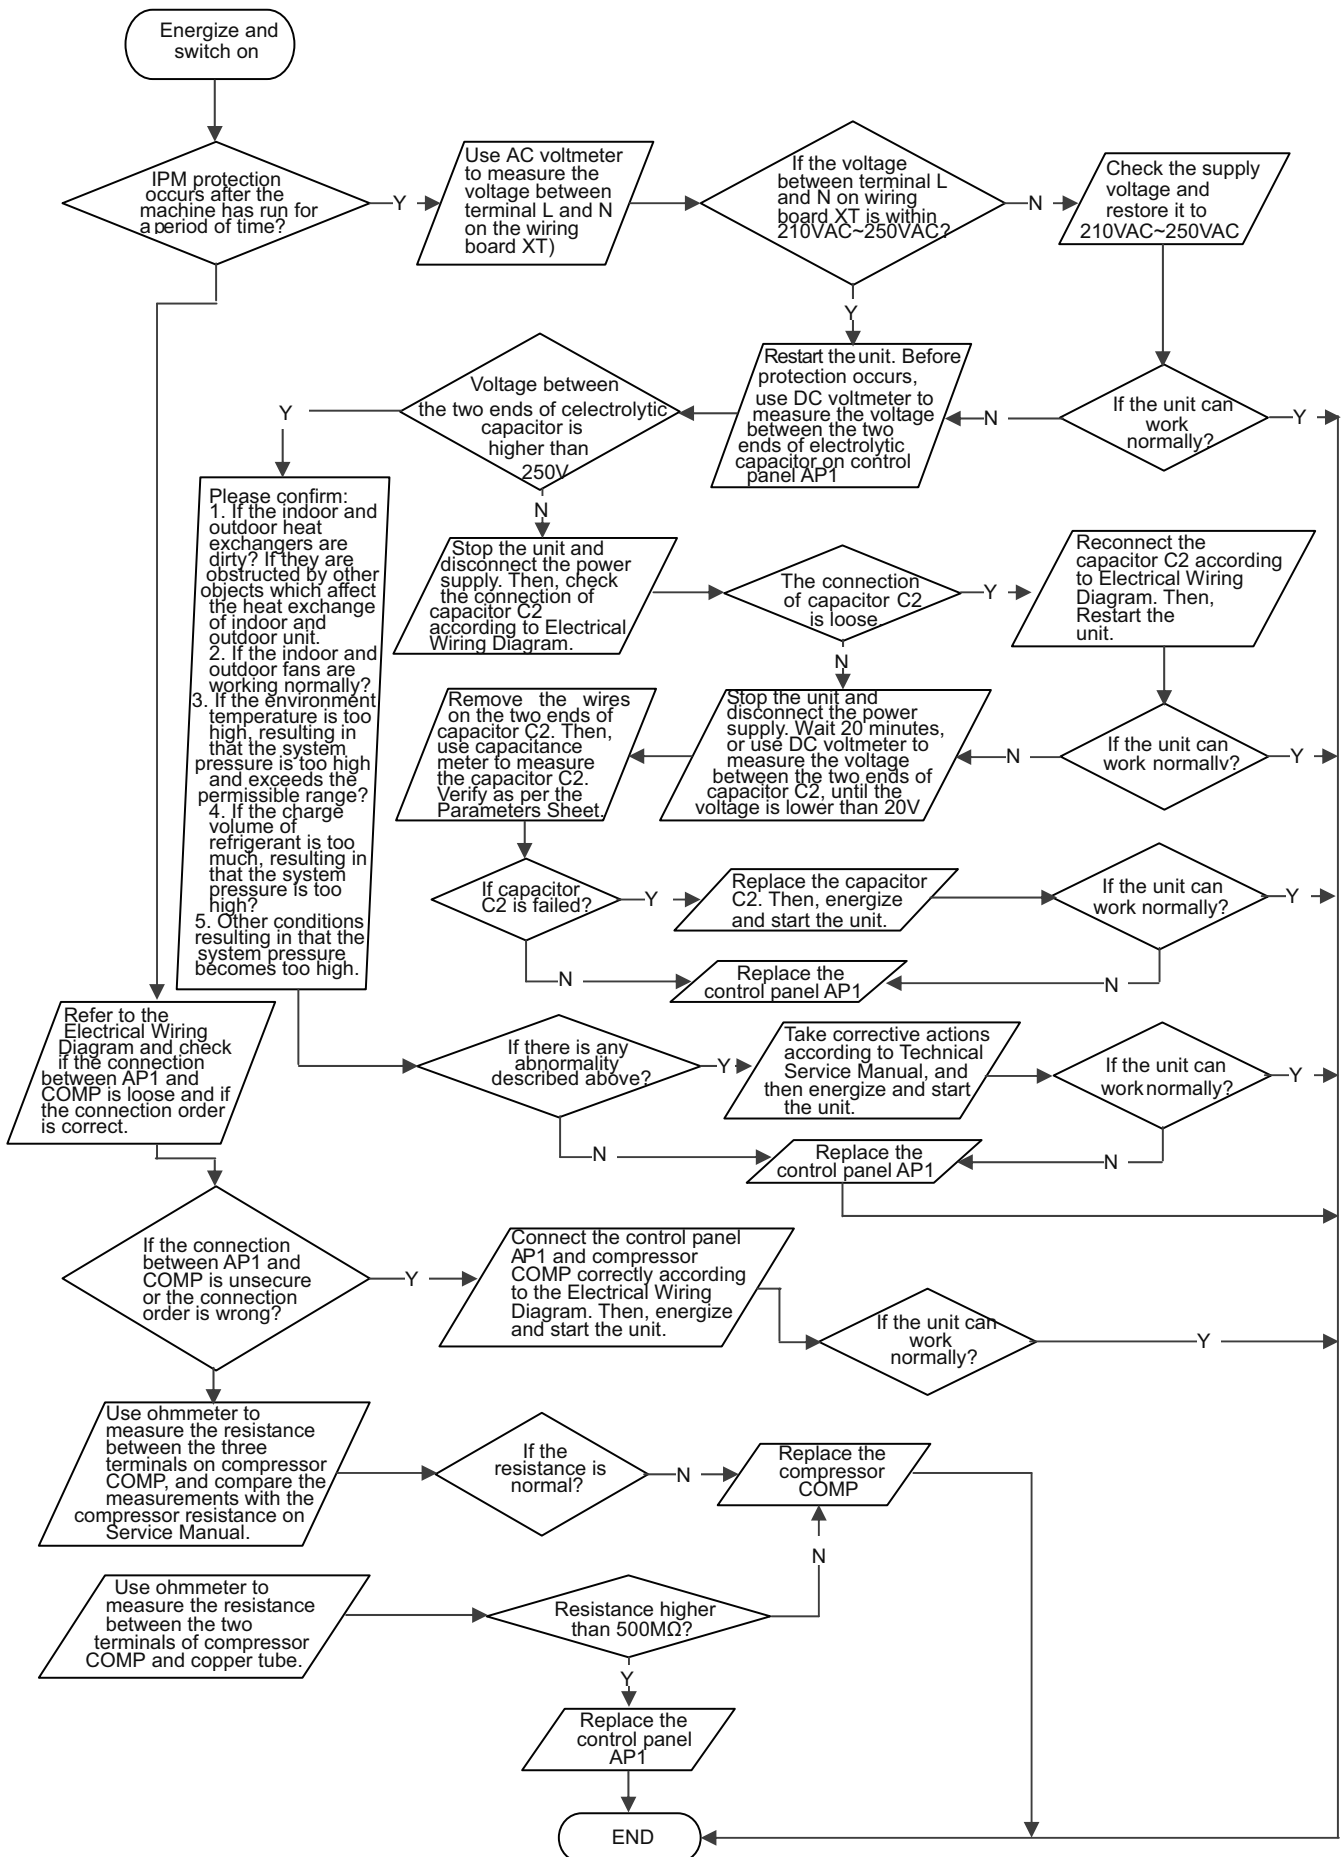 Energize and
switch on
IPM protection
occurs after the
machine has run for
a period of time?
Y
Use AC voltmeter
to measure the
voltage between
terminal L and N
on the wiring
board XT)
If the voltage
between terminal L
and N on wiring
board XT is within
210VAC~250VAC?
N
Check the supply
voltage and
restore it to
210VAC~250VAC
Y
Restart the unit. Before
protection occurs,
use DC voltmeter to
measure the voltage
between the two
ends of electrolytic
capacitor on control
panel AP1
N
If the unit can
work
normally?
Y
Voltage between
the two ends of celectrolytic
capacitor is
higher than
250V
Y
N
Please confirm:
1. If the indoor and
outdoor heat
exchangers are
dirty? If they are
obstructed by other
objects which affect
the heat exchange
of indoor and
outdoor unit.
2. If the indoor and
outdoor fans are
working normally?
3. If the environment
temperature is too
high, resulting in
that the system
pressure is too high
and exceeds the
permissible range?
4. If the charge
volume of
refrigerant is too
much, resulting in
that the system
pressure is too
high?
5. Other conditions
resulting in that the
system pressure
becomes too high.
Stop the unit and
disconnect the power
supply. Then, check
the connection of
capacitor C2
according to Electrical
Wiring Diagram.
The connection
of capacitor C2
is loose
Y
Reconnect the
capacitor C2 according
to Electrical Wiring
Diagram. Then,
Restart the
unit.
N
Remove the wires
on the two ends of
capacitor C2. Then,
use capacitance
meter to measure
the capacitor C2.
Verify as per the
Parameters Sheet.
Stop the unit and
disconnect the power
supply. Wait 20 minutes,
or use DC voltmeter to
measure the voltage
between the two ends of
capacitor C2, until the
voltage is lower than 20V
N
If the unit can
work normallv?
Y
If capacitor
C2 is failed?
Y
Replace the capacitor
C2. Then, energize
and start the unit.
If the unit can
work normally?
Y
N
Replace the
control panel AP1
N
Refer to the
Electrical Wiring
Diagram and check
if the connection
between AP1 and
COMP is loose and if
the connection order
is correct.
If there is any
abnormality
described above?
Y
Take corrective actions
according to Technical
Service Manual, and
then energize and start
the unit.
If the unit can
work normally?
Y
N
Replace the
control panel AP1
N
If the connection
between AP1 and
COMP is unsecure
or the connection
order is wrong?
Y
Connect the control panel
AP1 and compressor
COMP correctly according
to the Electrical Wiring
Diagram. Then, energize
and start the unit.
If the unit can
work
normally?
Y
Use ohmmeter to
measure the resistance
between the three
terminals on compressor
COMP, and compare the
measurements with the
compressor resistance on
Service Manual.
If the
resistance is
normal?
N
Replace the
compressor
COMP
N
Use ohmmeter to
measure the resistance
between the two
terminals of compressor
COMP and copper tube.
Resistance higher
than 500MΩ?
Y
Replace the
control panel
AP1
END